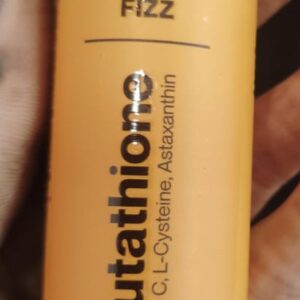 FIZZ
utathione
C, L-Cysteine, Astaxanthin